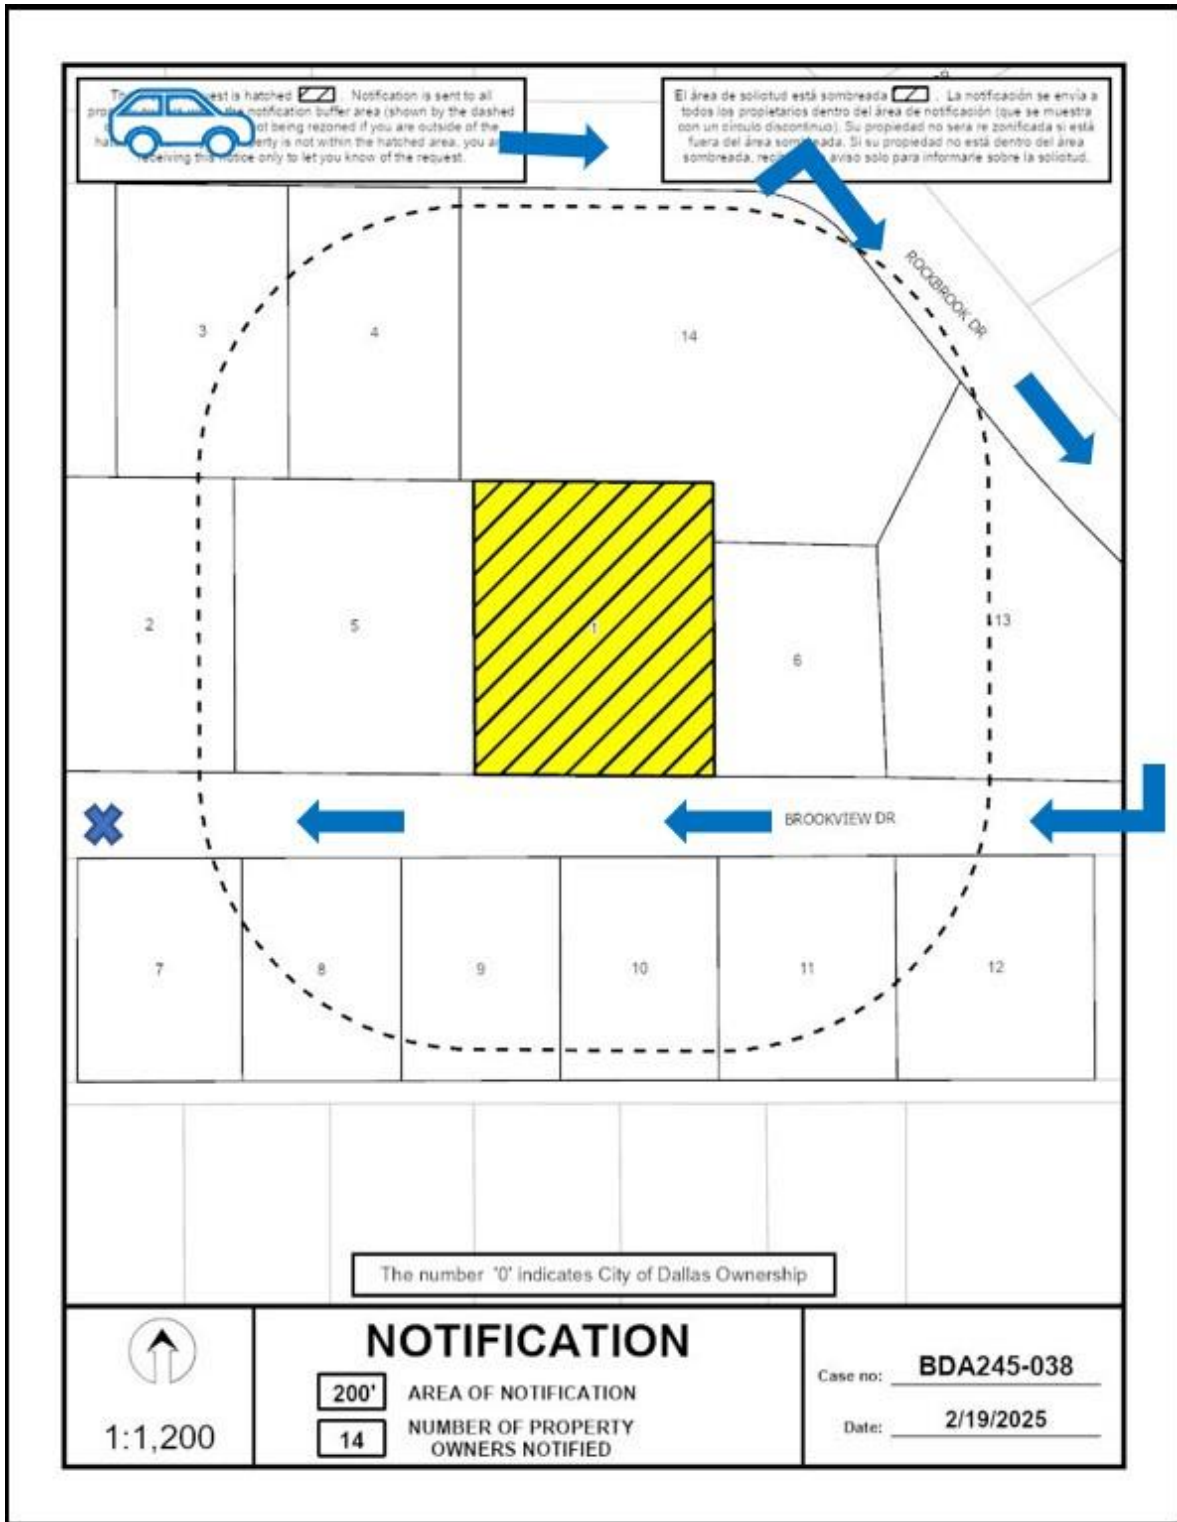 est is hatched . Notification is sent to all
notification buffer area (shown by the dashed
ot being rezoned if you are outside of the
erty is not within the hatched area, you
receiving this notice only to let you know of the request.
El área de solicitud está sombreada . La notificación se envía a
todos los propietarios dentro del área de notificación (que se muestra
con un círculo discontinuo). Su propiedad no sera re zonificada si está
fuera del área sombreada. Si su propiedad no está dentro del área
sombreada, aviso solo para informarle sobre la solicitud.
ROCKBROOK DR
3
4
14
2
5
1
6
13
BROOKVIEW DR
7
8
9
10
11
12
The number '0' indicates City of Dallas Ownership
1:1,200
NOTIFICATION
200' AREA OF NOTIFICATION
14 NUMBER OF PROPERTY
OWNERS NOTIFIED
Case no: BDA245-038
Date: 2/19/2025